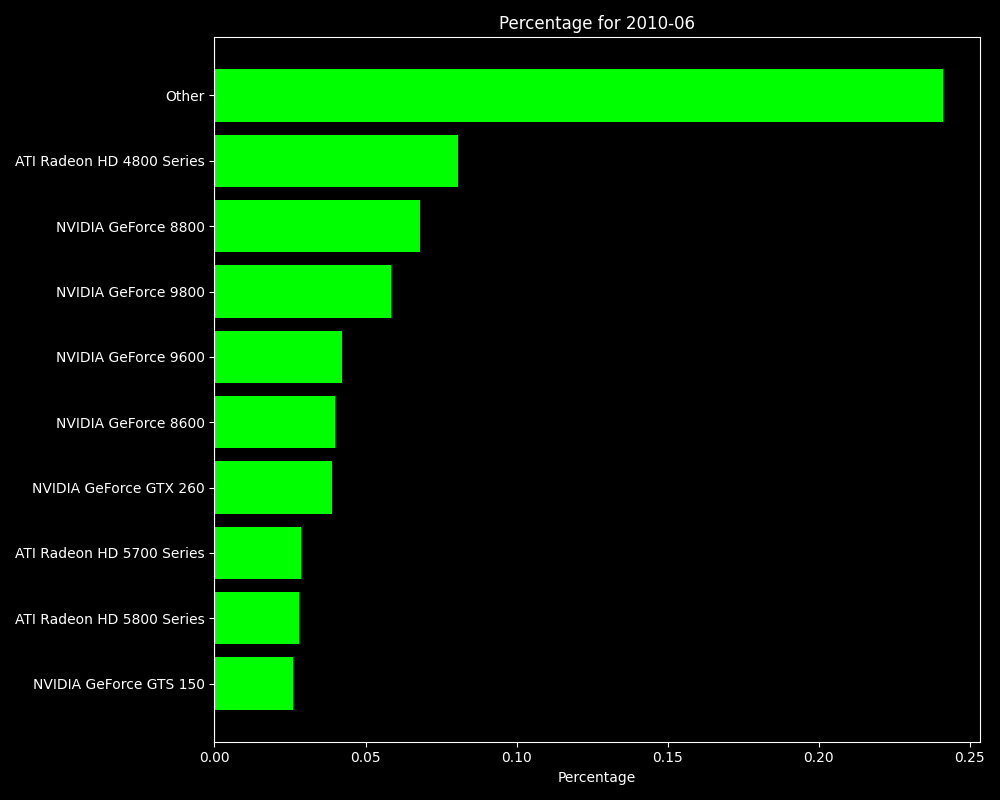 Percentage for 2010-06
Other
ATI Radeon HD 4800 Series
NVIDIA GeForce 8800
NVIDIA GeForce 9800
NVIDIA GeForce 9600
NVIDIA GeForce 8600
NVIDIA GeForce GTX 260
ATI Radeon HD 5700 Series
ATI Radeon HD 5800 Series
NVIDIA GeForce GTS 150
0.00 0.05 0.10 0.15 0.20 0.25
Percentage